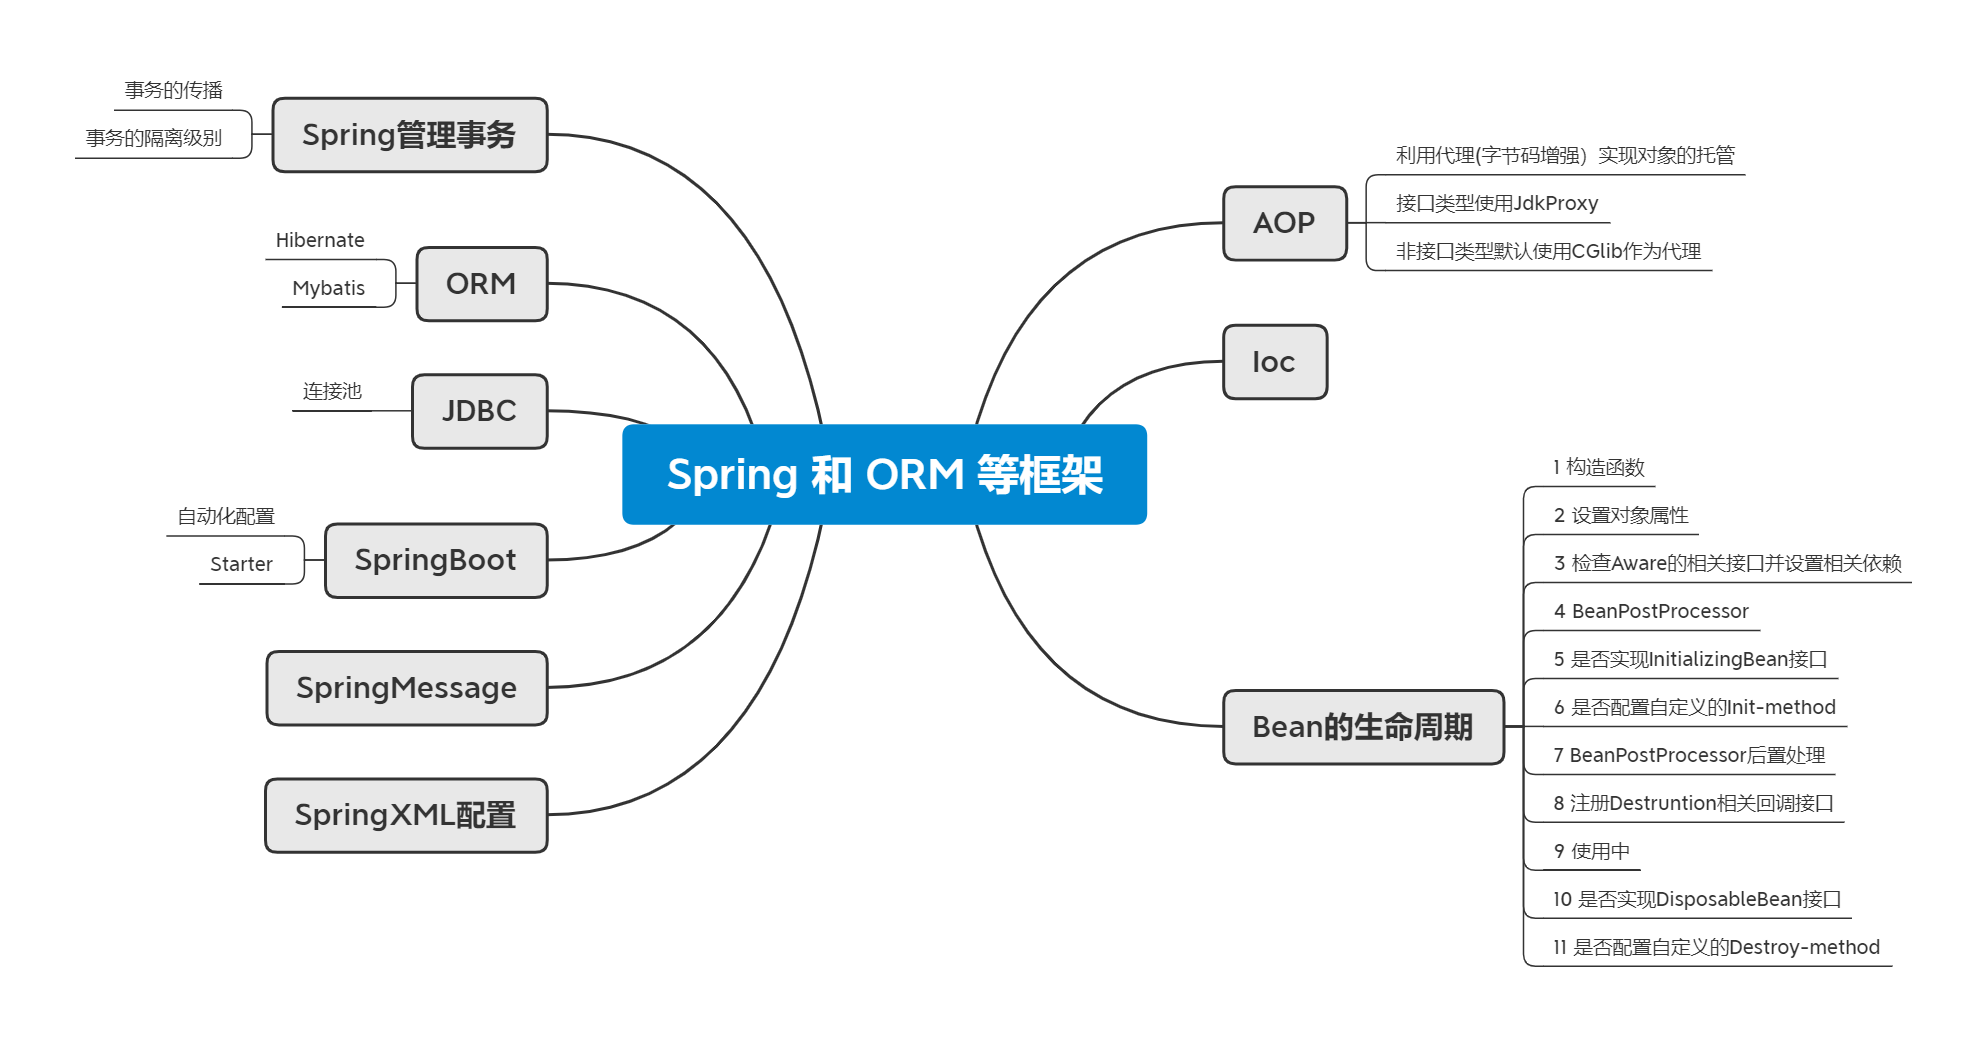 Spring 和 ORM 等框架
Spring管理事务
事务的传播
事务的隔离级别
ORM
Hibernate
Mybatis
JDBC
连接池
SpringBoot
自动化配置
Starter
SpringMessage
SpringXML配置
AOP
利用代理(字节码增强）实现对象的托管
接口类型使用JdkProxy
非接口类型默认使用CGlib作为代理
Ioc
Bean的生命周期
1 构造函数
2 设置对象属性
3 检查Aware的相关接口并设置相关依赖
4 BeanPostProcessor
5 是否实现InitializingBean接口
6 是否配置自定义的Init-method
7 BeanPostProcessor后置处理
8 注册Destruntion相关回调接口
9 使用中
10 是否实现DisposableBean接口
11 是否配置自定义的Destroy-method